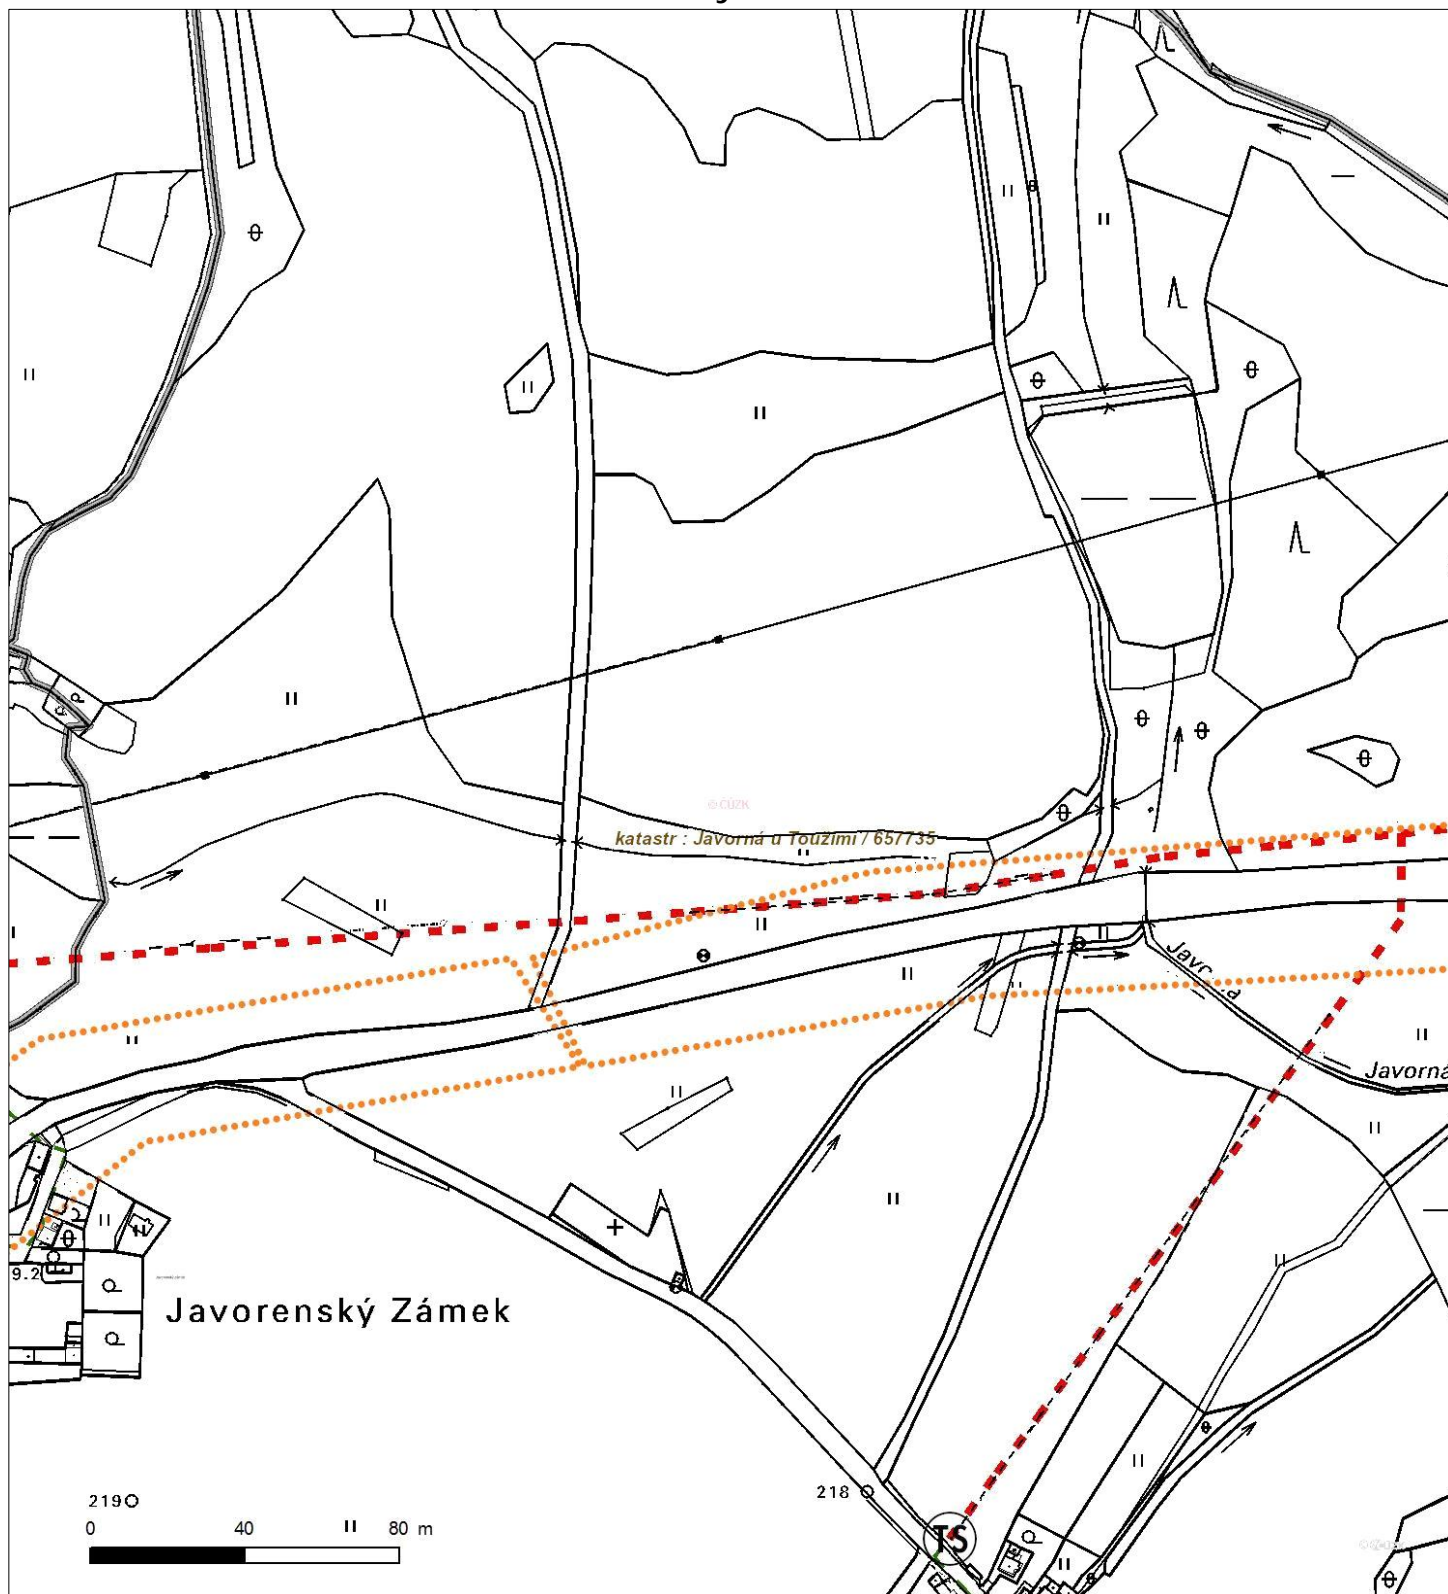 © ČÚZK
katastr : Javorná u Toužimi / 657735
Javorná
9.2
Javorenský Zámek
219
218
0 40 80 m
TS